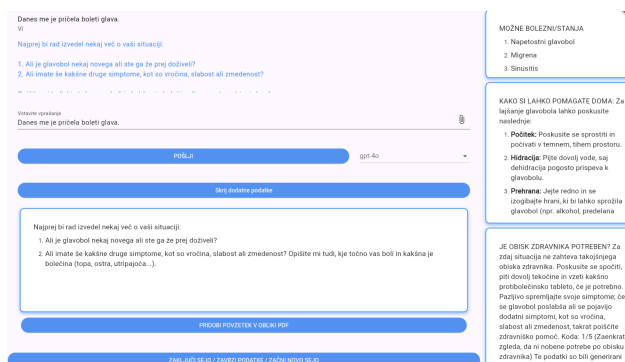 Danes me je pričela boleti glava.
Vi
Najprej bi rad izvedel nekaj več o vaši situaciji:
1. Ali je glavobol nekaj novega ali ste ga že prej doživeli?
2. Ali imate še kakšne druge simptome, kot so vročina, slabost ali zmedenost?
Vstavite vprašanje
Danes me je pričela boleti glava.
POŠLJI
gpt-4o
Skrij dodatne podatke
Najprej bi rad izvedel nekaj več o vaši situaciji:
1. Ali je glavobol nekaj novega ali ste ga že prej doživeli?
2. Ali imate še kakšne druge simptome, kot so vročina, slabost ali zmedenost? Opišite mi tudi, kje točno vas boli in kakšna je
bolečina (topa, ostra, utripajoča...).
PRIDOBI POVZETEK V OBLIKI PDF
ZAKLJUČI SEJO / ZAVRZI PODATKE / ZAČNI NOVO SEJO
MOŽNE BOLEZNI/STANJA
1. Napetostni glavobol
2. Migrena
3. Sinusitis
KAKO SI LAHKO POMAGATE DOMA: Za
lajšanje glavobola lahko poskusite
naslednje:
1. Počitek: Poskusite se sprostiti in
počivati v temnem, tihem prostoru.
2. Hidracija: Pijte dovolj vode, saj
dehidracija pogosto prispeva k
glavobolu.
3. Prehrana: Jejte redno in se
izogibajte hrani, ki bi lahko sprožila
glavobol (npr. alkohol, predelana
JE OBISK ZDRAVNIKA POTREBEN? Za
zdaj situacija ne zahteva takojšnjega
obiska zdravnika. Poskusite se spočiti,
piti dovolj tekočine in vzeti kakšno
protibolečinsko tableto, če je potrebno.
Pazljivo spremljajte svoje simptome; če
se glavobol poslabša ali se pojavijo
dodatni simptomi, kot so vročina,
slabost ali zmedenost, takrat poiščite
zdravniško pomoč. Koda: 1/5 (Zaenkrat
zgleda, da ni nobene potrebe po obisku
zdravnika) Te podatki so bili generirani